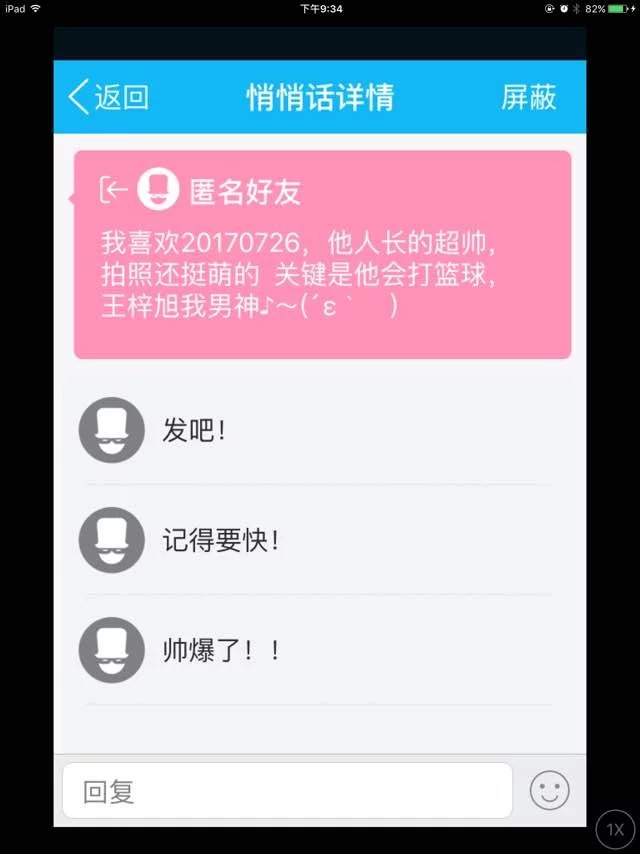 iPad 下午9:34 82%
返回 悄悄话详情 屏蔽
匿名好友
我喜欢20170726，他人长的超帅，
拍照还挺萌的 关键是他会打篮球，
王梓旭我男神♪～(´ε｀ )
发吧！
记得要快！
帅爆了！！
回复
1X